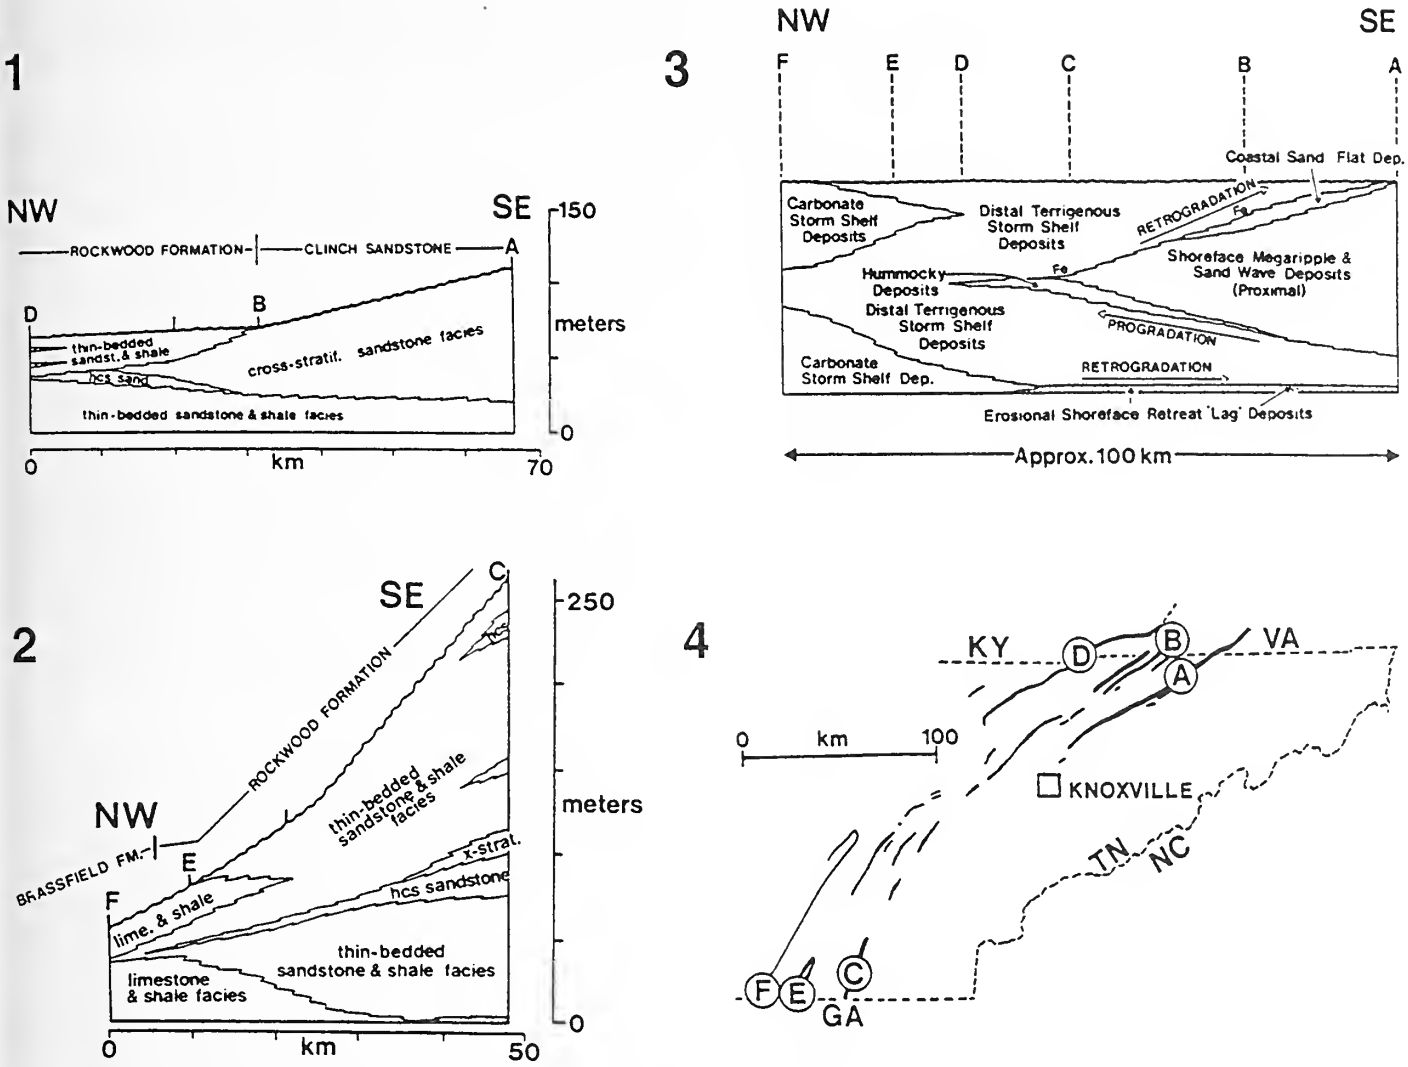 1
NW
SE
150
ROCKWOOD FORMATION
CLINCH SANDSTONE
A
B
D
meters
thin-bedded
sandst. & shale
cross-stratif. sandstone facies
hcs sand
thin-bedded sandstone & shale facies
0
0
km
70
2
NW
SE
C
250
BRASSFIELD FM.
ROCKWOOD FORMATION
E
F
hcs
thin-bedded
sandstone & shale
facies
meters
x-strat.
hcs sandstone
lime. & shale
thin-bedded
sandstone & shale facies
limestone
& shale facies
0
0
km
50
3
NW
SE
F
E
D
C
B
A
Coastal Sand Flat Dep.
RETROGRADATION
Fe
Carbonate
Storm Shelf
Deposits
Distal Terrigenous
Storm Shelf
Deposits
Shoreface Megaripple &
Sand Wave Deposits
(Proximal)
Fe
Hummocky
Deposits
Distal Terrigenous
Storm Shelf
Deposits
PROGRADATION
Carbonate
Storm Shelf Dep.
RETROGRADATION
Erosional Shoreface Retreat 'Lag' Deposits
Approx. 100 km
4
KY
D
B
VA
A
0
km
100
KNOXVILLE
TN
NC
F
E
C
GA